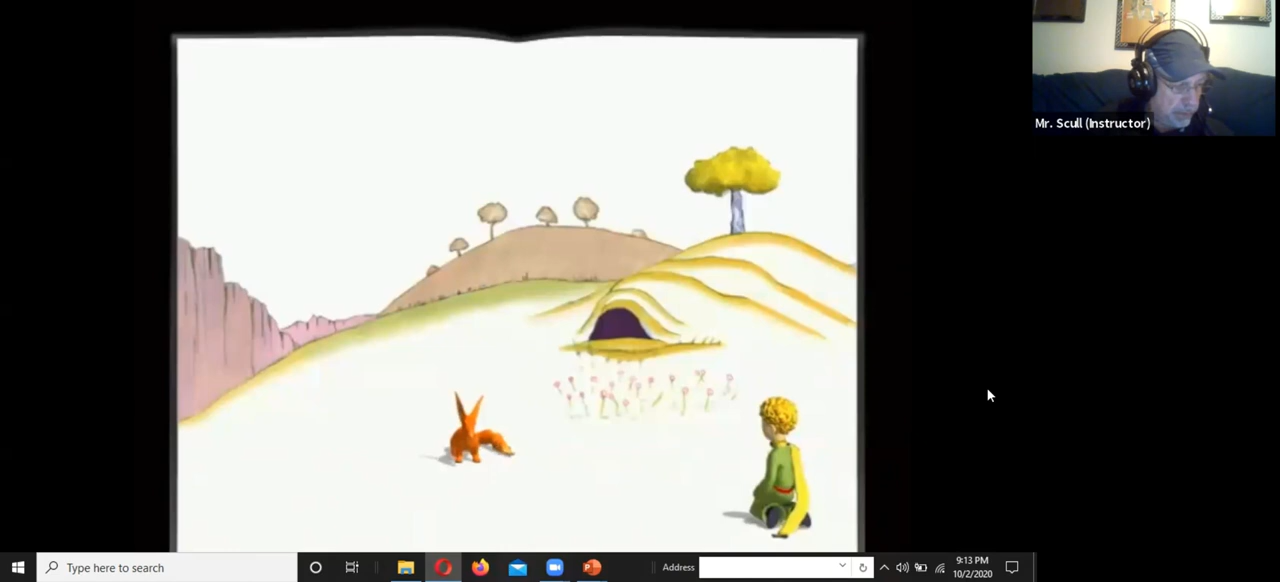 Mr. Scull (Instructor)
Type here to search
Address
9:13 PM
10/2/2020